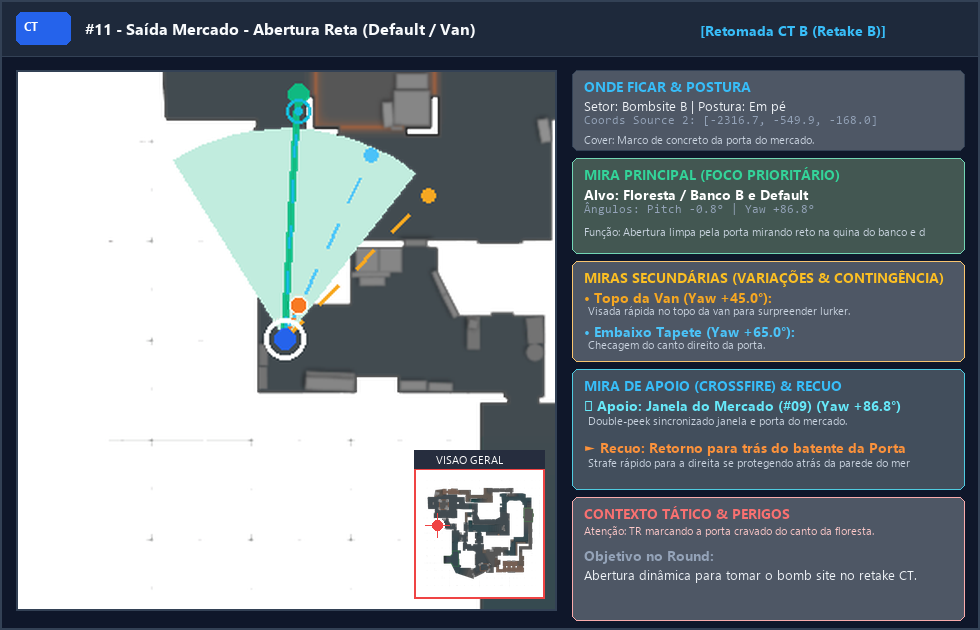 CT
#11 - Saída Mercado - Abertura Reta (Default / Van)
[Retomada CT B (Retake B)]
VISAO GERAL
ONDE FICAR & POSTURA
Setor: Bombsite B | Postura: Em pé
Coords Source 2: [-2316.7, -549.9, -168.0]
Cover: Marco de concreto da porta do mercado.
MIRA PRINCIPAL (FOCO PRIORITÁRIO)
Alvo: Floresta / Banco B e Default
Ângulos: Pitch -0.8° | Yaw +86.8°
Função: Abertura limpa pela porta mirando reto na quina do banco e d
MIRAS SECUNDÁRIAS (VARIAÇÕES & CONTINGÊNCIA)
• Topo da Van (Yaw +45.0°):
Visada rápida no topo da van para surpreender lurker.
• Embaixo Tapete (Yaw +65.0°):
Checagem do canto direito da porta.
MIRA DE APOIO (CROSSFIRE) & RECUO
Apoio: Janela do Mercado (#09) (Yaw +86.8°)
Double-peek sincronizado janela e porta do mercado.
► Recuo: Retorno para trás do batente da Porta
Strafe rápido para a direita se protegendo atrás da parede do mer
CONTEXTO TÁTICO & PERIGOS
Atenção: TR marcando a porta cravado do canto da floresta.
Objetivo no Round:
Abertura dinâmica para tomar o bomb site no retake CT.